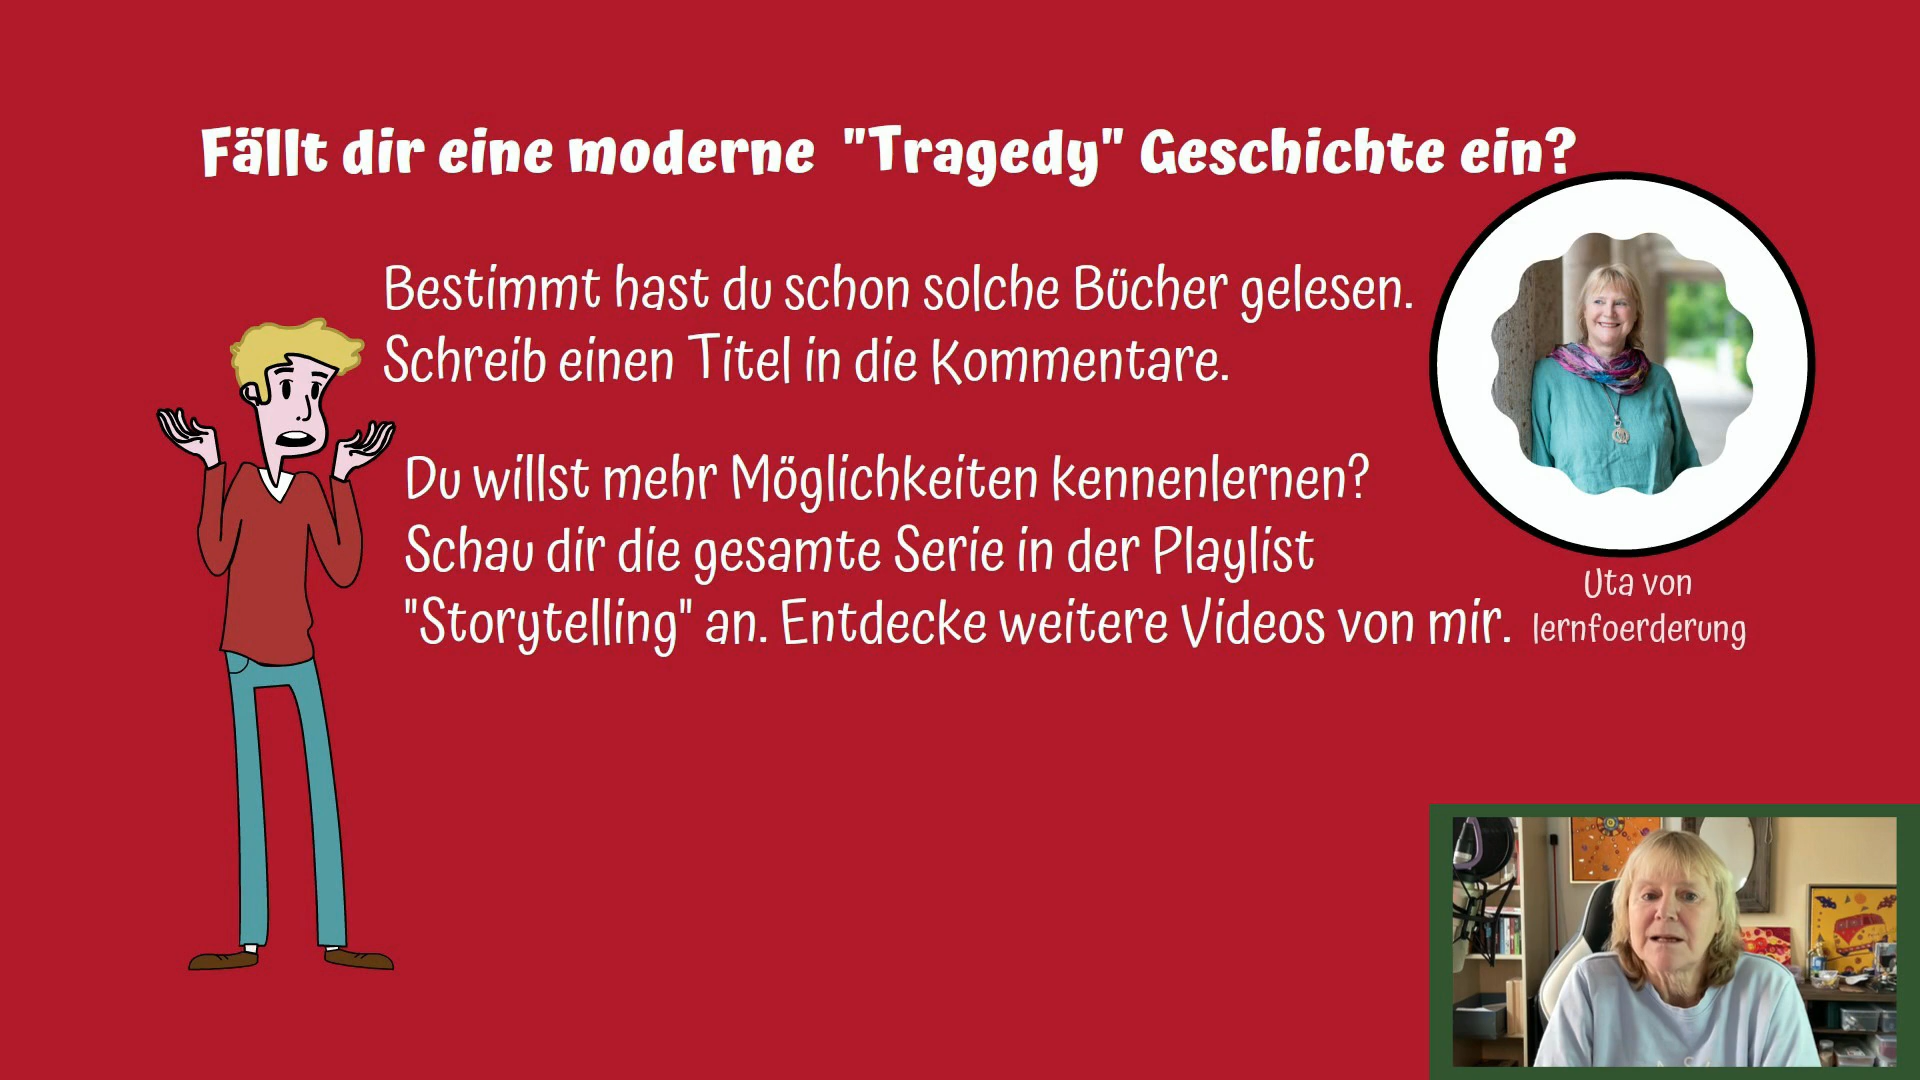 Fällt dir eine moderne "Tragedy" Geschichte ein?
Bestimmt hast du schon solche Bücher gelesen.
Schreib einen Titel in die Kommentare.
Du willst mehr Möglichkeiten kennenlernen?
Schau dir die gesamte Serie in der Playlist
"Storytelling" an. Entdecke weitere Videos von mir.
Uta von
lernfoerderung